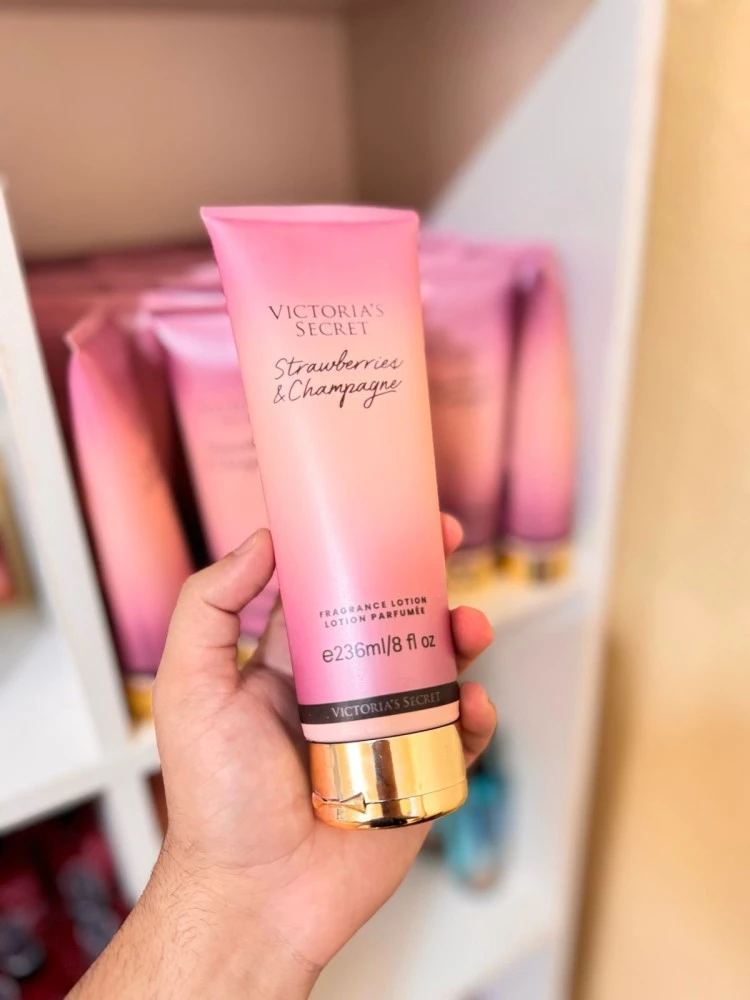 VICTORIA'S
SECRET
Strawberries
& Champagne
FRAGRANCE LOTION
LOTION PARFUMÉE
e236ml/8 fl oz
VICTORIA'S SECRET